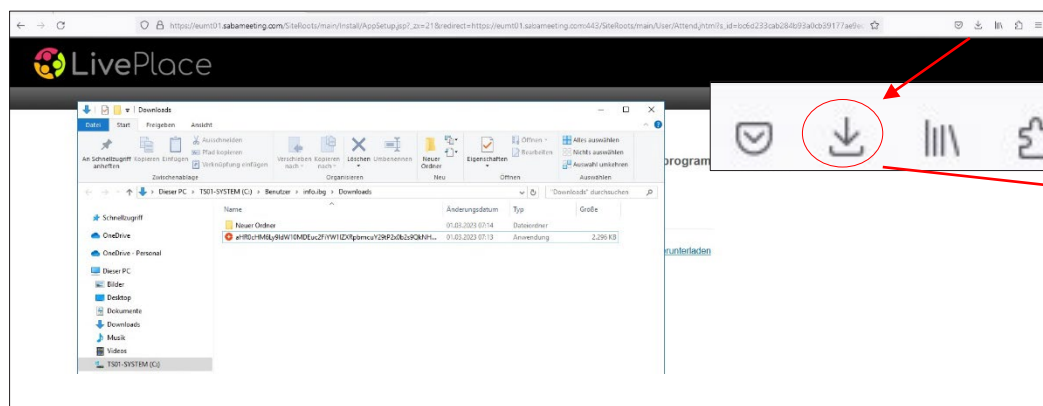 https://eumt01.sabameeting.com/SiteRoots/main/Install/AppSetup.jsp?_zx=218redirect=https://eumt01.sabameeting.com:443/SiteRoots/main/User/Attend.jhtml?s_id=bc6d233cab284b93a0cb39177ae9
LivePlace
Downloads
Datei Start Freigeben Ansicht
An Schnellzugriff anheften
Kopieren
Einfügen
Ausschneiden
Pfad kopieren
Verknüpfung einfügen
Verschieben nach
Kopieren nach
Löschen
Umbenennen
Neuer Ordner
Eigenschaften
Öffnen
Bearbeiten
Alles auswählen
Nichts auswählen
Auswahl umkehren
Zwischenablage Organisieren Neu Öffnen Auswählen
program
Dieser PC > TS01-SYSTEM (C:) > Benutzer > info.ibg > Downloads
"Downloads" durchsuchen
Name Änderungsdatum Typ Größe
Neuer Ordner 01.03.2023 07:14 Dateiordner
01.03.2023 07:13 Anwendung 2.296 KB
Schnellzugriff
OneDrive
OneDrive - Personal
Dieser PC
Bilder
Desktop
Dokumente
Downloads
Musik
Videos
TS01-SYSTEM (C:)
erunterladen